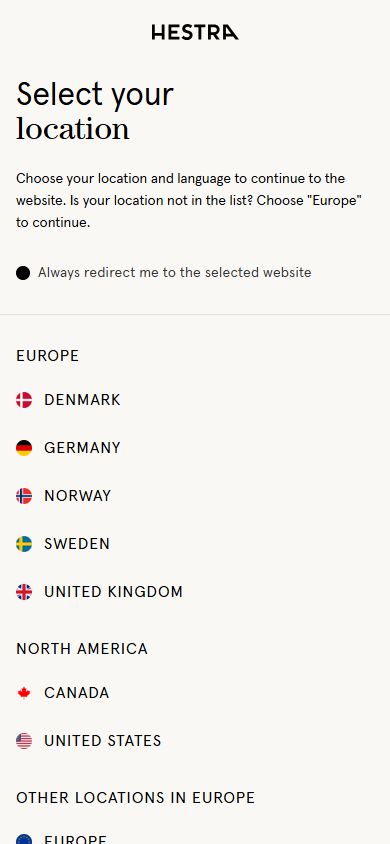 HESTRA
Select your
location
Choose your location and language to continue to the
website. Is your location not in the list? Choose "Europe"
to continue.
Always redirect me to the selected website
EUROPE
DENMARK
GERMANY
NORWAY
SWEDEN
UNITED KINGDOM
NORTH AMERICA
CANADA
UNITED STATES
OTHER LOCATIONS IN EUROPE
EUROPE